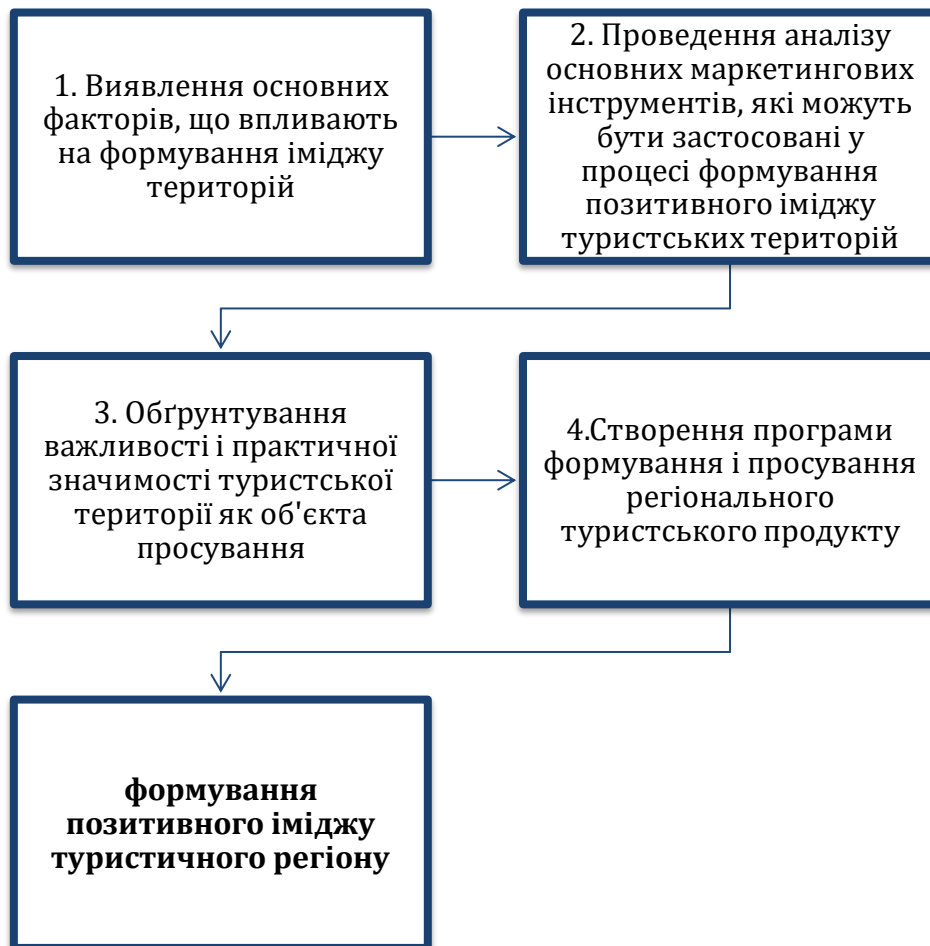 1. Виявлення основних
факторів, що впливають
на формування іміджу
територій
2. Проведення аналізу
основних маркетингових
інструментів, які можуть
бути застосовані у
процесі формування
позитивного іміджу
туристських територій
3. Обґрунтування
важливості і практичної
значимості туристської
території як об'єкта
просування
4.Створення програми
формування і просування
регіонального
туристського продукту
формування
позитивного іміджу
туристичного регіону